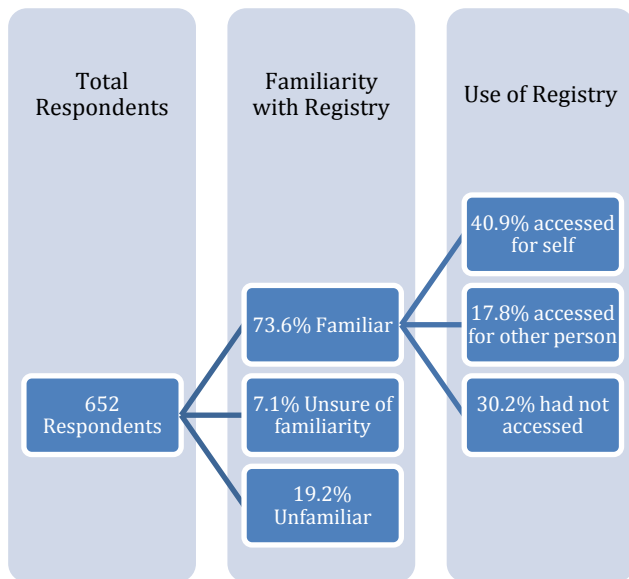 Total
Respondents
Familiarity
with Registry
Use of Registry
652
Respondents
73.6% Familiar
7.1% Unsure of
familiarity
19.2%
Unfamiliar
40.9% accessed
for self
17.8% accessed
for other person
30.2% had not
accessed